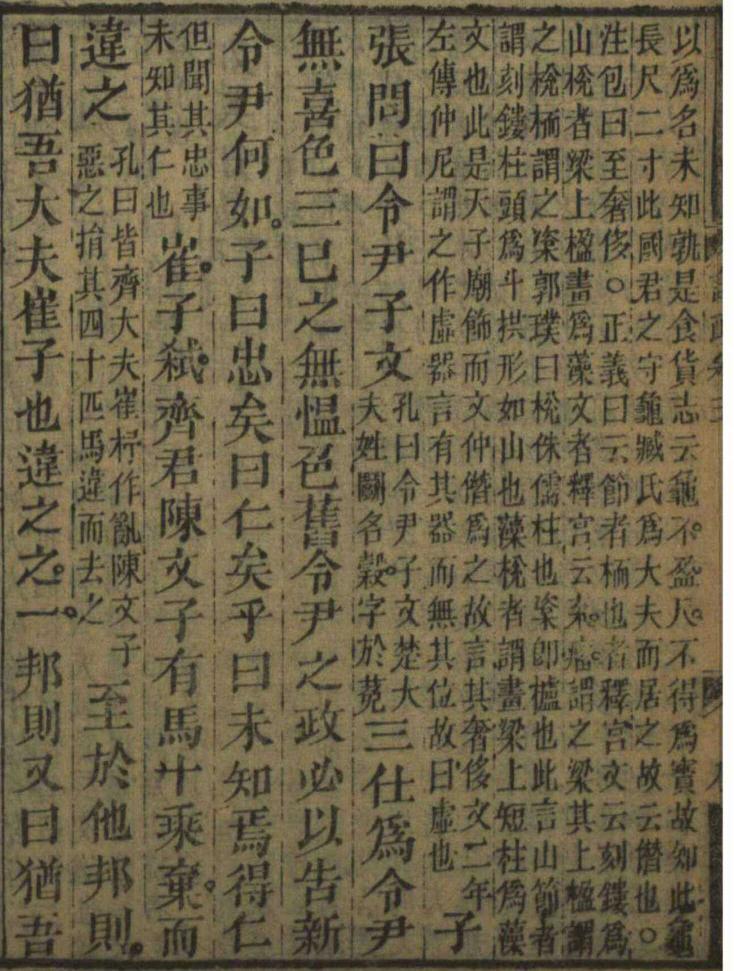 以爲名未知孰是食貨志云龜不盈尺不得爲寶故知此龜
長尺二寸此國君之守龜臧氏爲大夫而居之故云僭也○
注包曰至奢侈○正義曰云節者栭也者釋宮文云刻鏤爲
山梲者梁上楹畫爲藻文者釋宮云杗廇謂之梁其上楹謂
之梲栭謂之楶郭璞曰梲侏儒柱也楶卽櫨也此言山節者
謂刻鏤柱頭爲斗拱形如山也藻梲者謂畫梁上短柱爲藻
文也此是天子廟飾而文仲僭爲之故言其奢侈文二年
左傳仲尼謂之作虛器言有其器而無其位故曰虛也
子
張問曰令尹子文
孔曰令尹子文楚大
夫姓鬭名穀字於菟
三仕爲令尹
無喜色三已之無慍色舊令尹之政必以告新
令尹何如。子曰忠矣曰仁矣乎曰未知焉得仁
但聞其忠事
未知其仁也
崔子弑齊君陳文子有馬十乘棄而
違之
孔曰皆齊大夫崔杼作亂陳文子
惡之捐其四十匹馬違而去之
至於他邦則
曰猶吾大夫崔子也違之之一邦則又曰猶吾